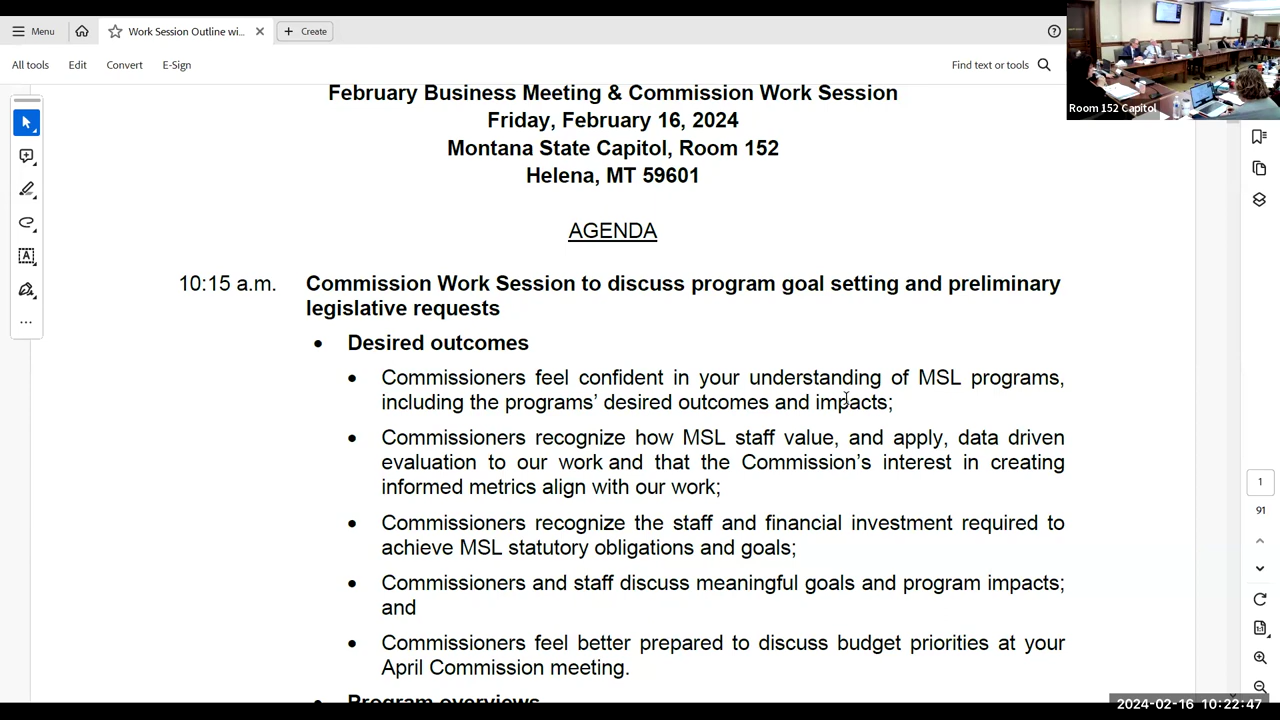 Menu
Work Session Outline wi...
Create
All tools
Edit
Convert
E-Sign
Find text or tools
Room 152 Capitol
February Business Meeting & Commission Work Session
Friday, February 16, 2024
Montana State Capitol, Room 152
Helena, MT 59601
AGENDA
10:15 a.m. Commission Work Session to discuss program goal setting and preliminary
legislative requests
• Desired outcomes
• Commissioners feel confident in your understanding of MSL programs,
including the programs’ desired outcomes and impacts;
• Commissioners recognize how MSL staff value, and apply, data driven
evaluation to our work and that the Commission’s interest in creating
informed metrics align with our work;
• Commissioners recognize the staff and financial investment required to
achieve MSL statutory obligations and goals;
• Commissioners and staff discuss meaningful goals and program impacts;
and
• Commissioners feel better prepared to discuss budget priorities at your
April Commission meeting.
• Program overviews
1
91
2024-02-16 10:22:47